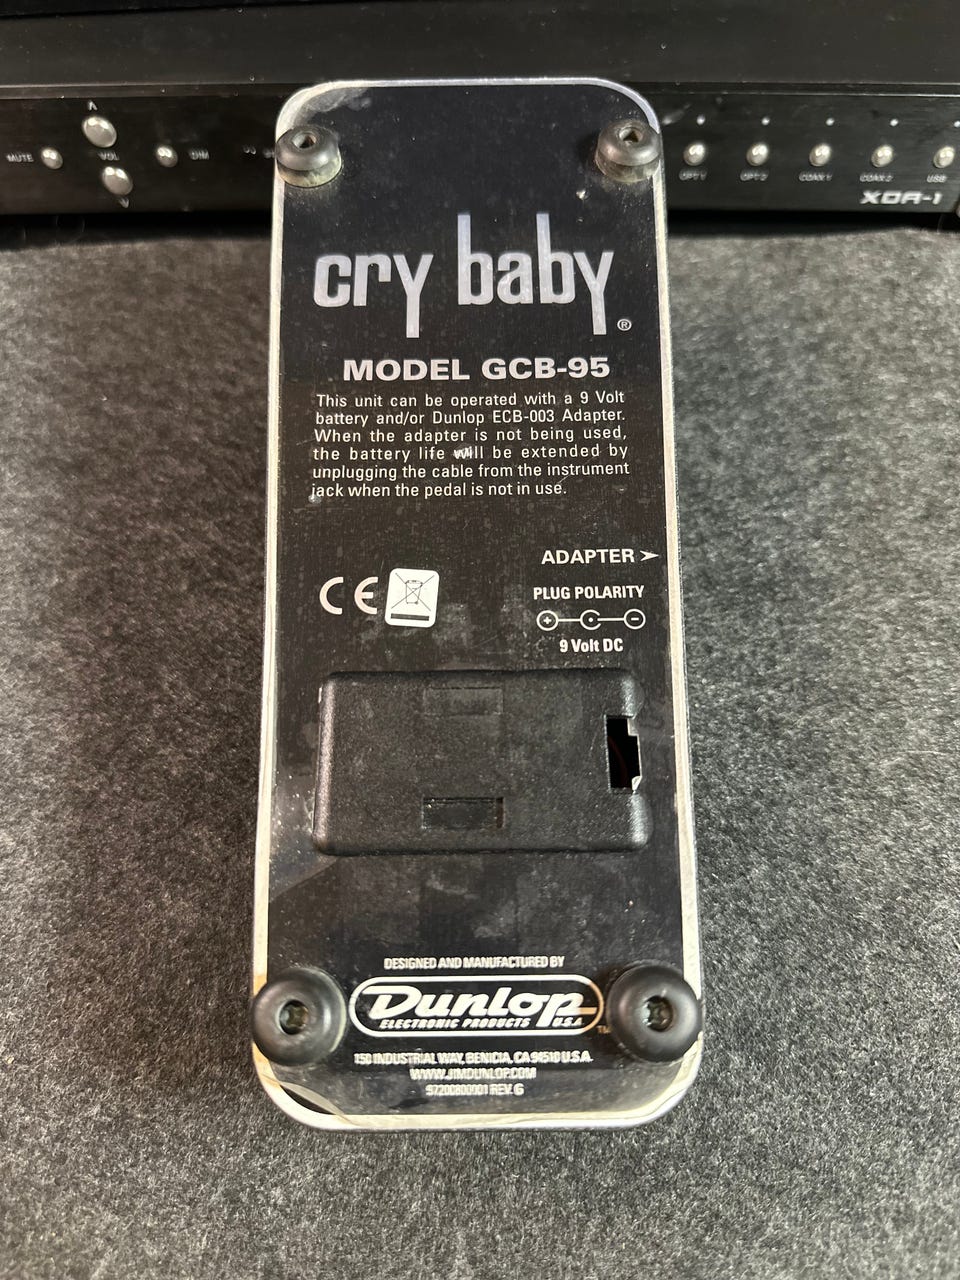 MUTE
VOL
DIM
OPT 1
OPT 2
COAX 1
COAX 2
USB
XDA-1
cry baby
®
MODEL GCB-95
This unit can be operated with a 9 Volt
battery and/or Dunlop ECB-003 Adapter.
When the adapter is not being used,
the battery life will be extended by
unplugging the cable from the instrument
jack when the pedal is not in use.
ADAPTER ➤
CE
PLUG POLARITY
+ C −
9 Volt DC
DESIGNED AND MANUFACTURED BY
DUNLOP
ELECTRONIC PRODUCTS U.S.A.
TM
150 INDUSTRIAL WAY, BENICIA, CA 94510 U.S.A.
WWW.JIMDUNLOP.COM
97200800001 REV. G